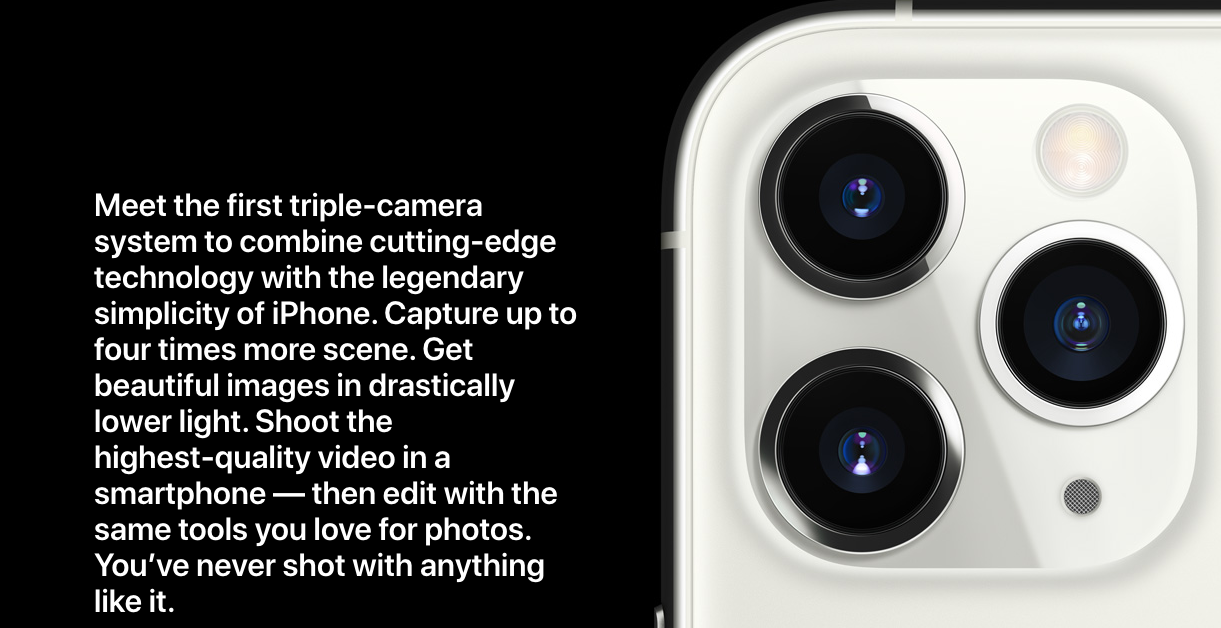 Meet the first triple-camera
system to combine cutting-edge
technology with the legendary
simplicity of iPhone. Capture up to
four times more scene. Get
beautiful images in drastically
lower light. Shoot the
highest-quality video in a
smartphone — then edit with the
same tools you love for photos.
You’ve never shot with anything
like it.